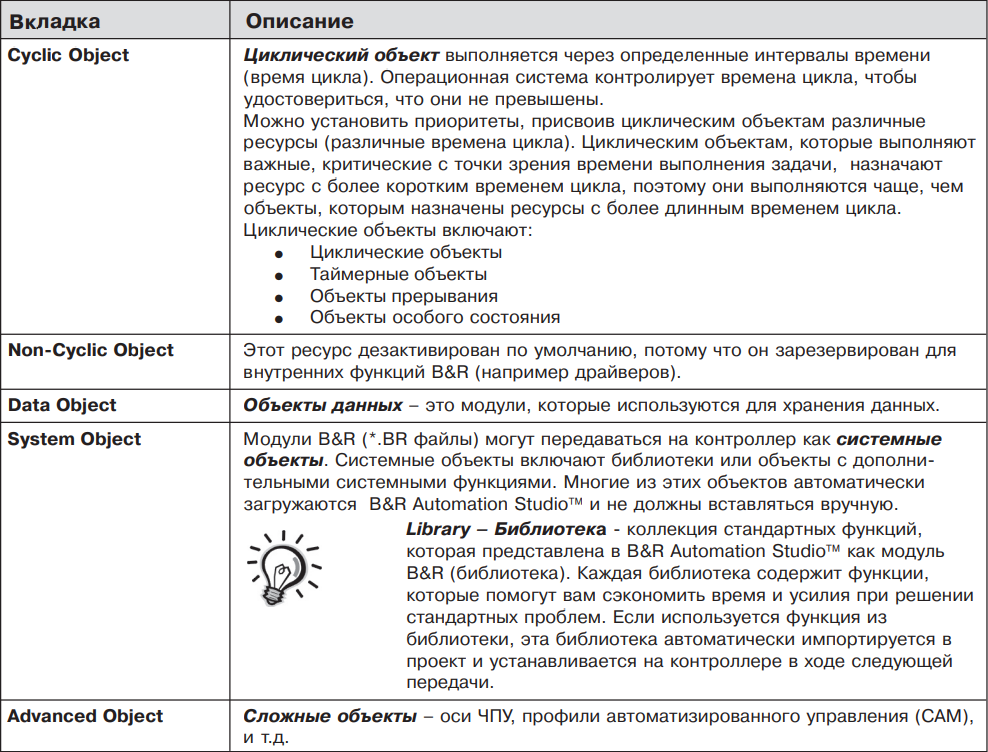 Вкладка
Описание
Cyclic Object
Циклический объект выполняется через определенные интервалы времени
(время цикла). Операционная система контролирует времена цикла, чтобы
удостовериться, что они не превышены.
Можно установить приоритеты, присвоив циклическим объектам различные
ресурсы (различные времена цикла). Циклическим объектам, которые выполняют
важные, критические с точки зрения времени выполнения задачи, назначают
ресурс с более коротким временем цикла, поэтому они выполняются чаще, чем
объекты, которым назначены ресурсы с более длинным временем цикла.
Циклические объекты включают:
● Циклические объекты
● Таймерные объекты
● Объекты прерывания
● Объекты особого состояния
Non-Cyclic Object
Этот ресурс дезактивирован по умолчанию, потому что он зарезервирован для
внутренних функций B&R (например драйверов).
Data Object
Объекты данных – это модули, которые используются для хранения данных.
System Object
Модули B&R (*.BR файлы) могут передаваться на контроллер как системные
объекты. Системные объекты включают библиотеки или объекты с дополни-
тельными системными функциями. Многие из этих объектов автоматически
загружаются B&R Automation Studio™ и не должны вставляться вручную.
Library – Библиотека - коллекция стандартных функций,
которая представлена в B&R Automation Studio™ как модуль
B&R (библиотека). Каждая библиотека содержит функции,
которые помогут вам сэкономить время и усилия при решении
стандартных проблем. Если используется функция из
библиотеки, эта библиотека автоматически импортируется в
проект и устанавливается на контроллере в ходе следующей
передачи.
Advanced Object
Сложные объекты – оси ЧПУ, профили автоматизированного управления (CAM),
и т.д.